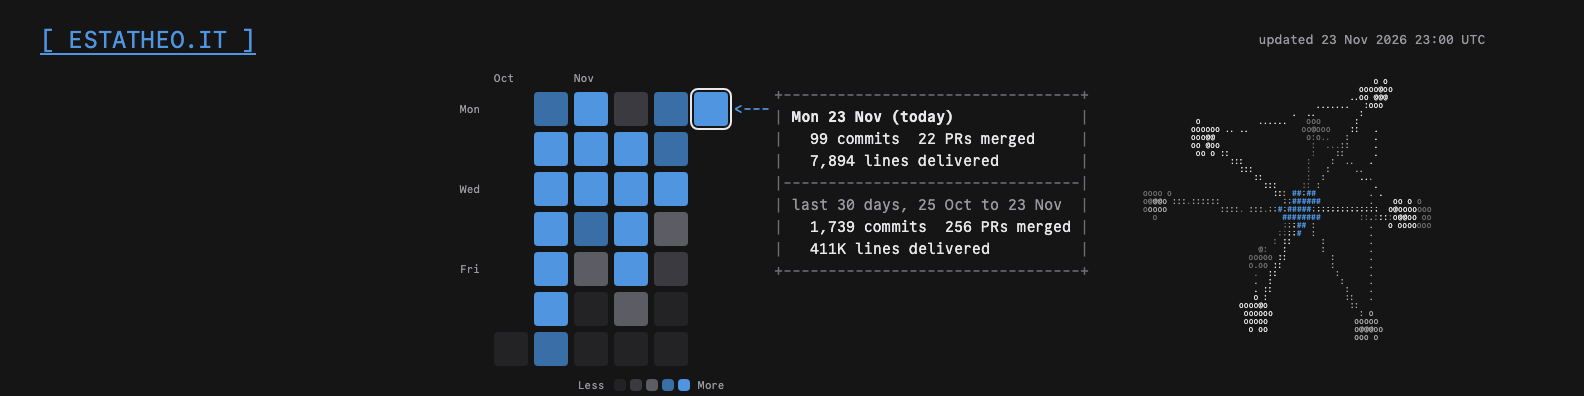 [ ESTATHEO.IT ]
updated 23 Nov 2026 23:00 UTC
Oct Nov
Mon
Wed
Fri
Less More
<---
Mon 23 Nov (today)
99 commits 22 PRs merged
7,894 lines delivered
last 30 days, 25 Oct to 23 Nov
1,739 commits 256 PRs merged
411K lines delivered